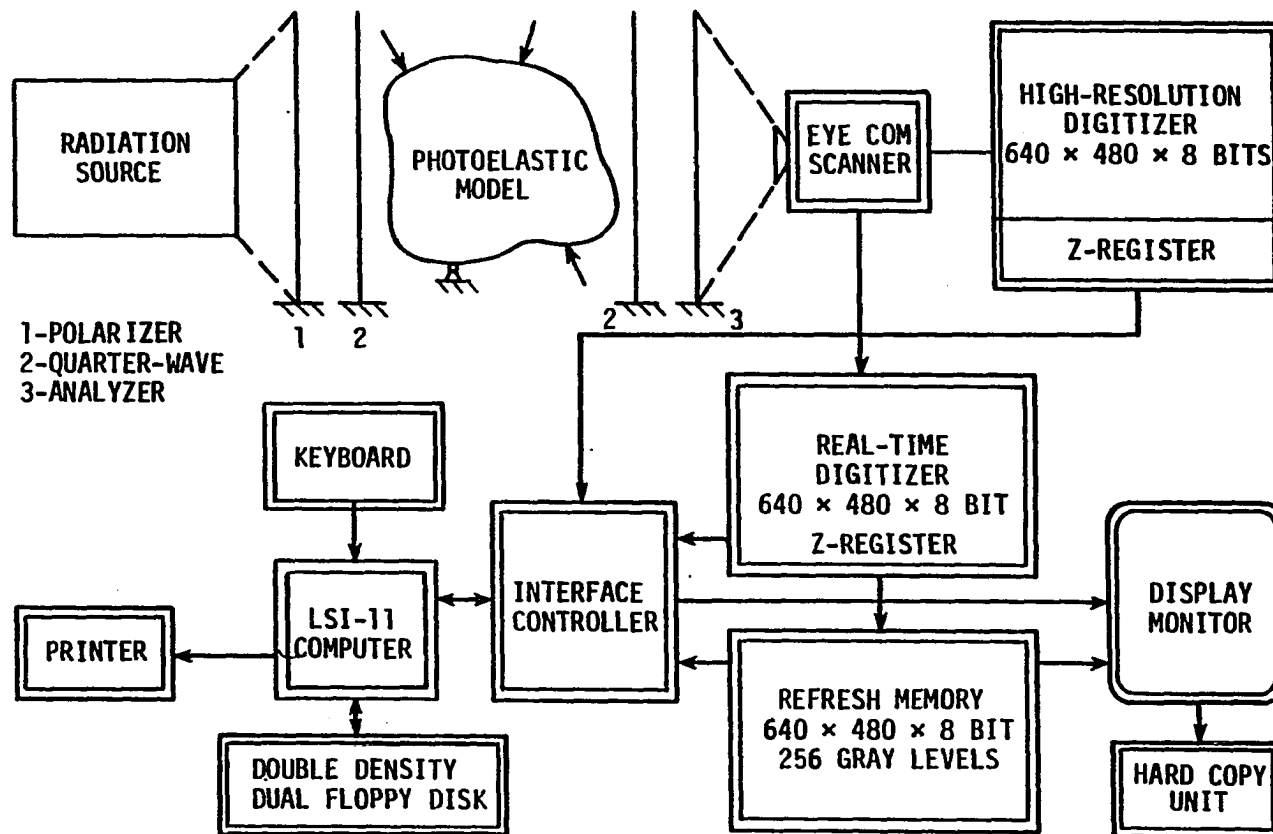 RADIATION
SOURCE
PHOTOELASTIC
MODEL
EYE COM
SCANNER
HIGH-RESOLUTION
DIGITIZER
640 × 480 × 8 BITS
Z-REGISTER
1
2
2
3
1-POLARIZER
2-QUARTER-WAVE
3-ANALYZER
KEYBOARD
REAL-TIME
DIGITIZER
640 × 480 × 8 BIT
Z-REGISTER
PRINTER
LSI-11
COMPUTER
INTERFACE
CONTROLLER
DISPLAY
MONITOR
REFRESH MEMORY
640 × 480 × 8 BIT
256 GRAY LEVELS
DOUBLE DENSITY
DUAL FLOPPY DISK
HARD COPY
UNIT